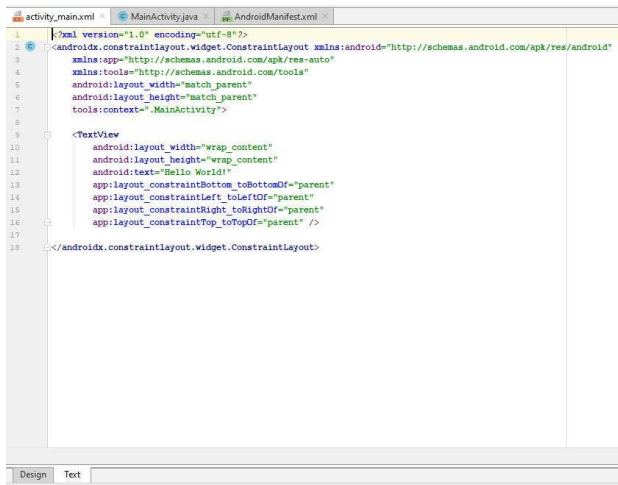 activity_main.xml × MainActivity.java × AndroidManifest.xml ×
1 <?xml version="1.0" encoding="utf-8"?>
2 <androidx.constraintlayout.widget.ConstraintLayout xmlns:android="http://schemas.android.com/apk/res/android"
3 xmlns:app="http://schemas.android.com/apk/res-auto"
4 xmlns:tools="http://schemas.android.com/tools"
5 android:layout_width="match_parent"
6 android:layout_height="match_parent"
7 tools:context=".MainActivity">
8
9 <TextView
10 android:layout_width="wrap_content"
11 android:layout_height="wrap_content"
12 android:text="Hello World!"
13 app:layout_constraintBottom_toBottomOf="parent"
14 app:layout_constraintLeft_toLeftOf="parent"
15 app:layout_constraintRight_toRightOf="parent"
16 app:layout_constraintTop_toTopOf="parent" />
17
18 </androidx.constraintlayout.widget.ConstraintLayout>
Design Text